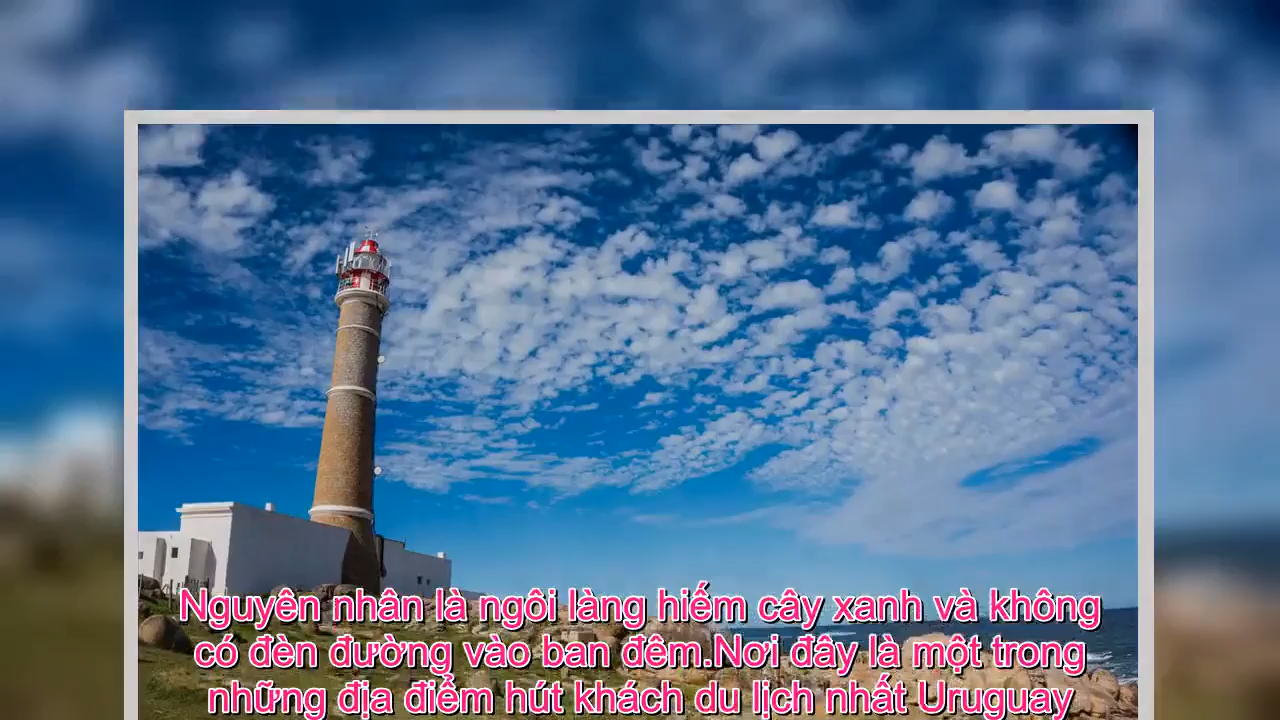 Nguyên nhân là ngôi làng hiếm cây xanh và không
có đèn đường vào ban đêm.Nơi đây là một trong
những địa điểm hút khách du lịch nhất Uruguay